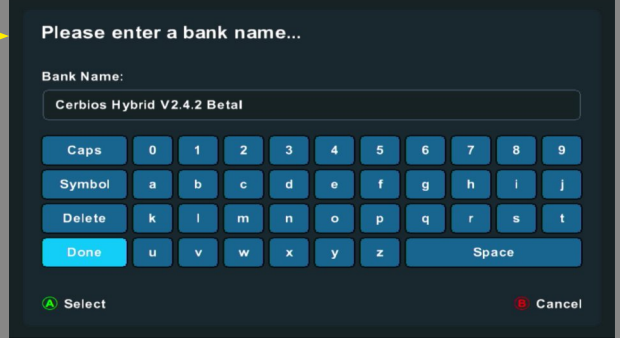 Please enter a bank name...
Bank Name:
Cerbios Hybrid V2.4.2 Beta
Caps 0 1 2 3 4 5 6 7 8 9
Symbol a b c d e f g h i j
Delete k l m n o p q r s t
Done u v w x y z Space
A Select B Cancel